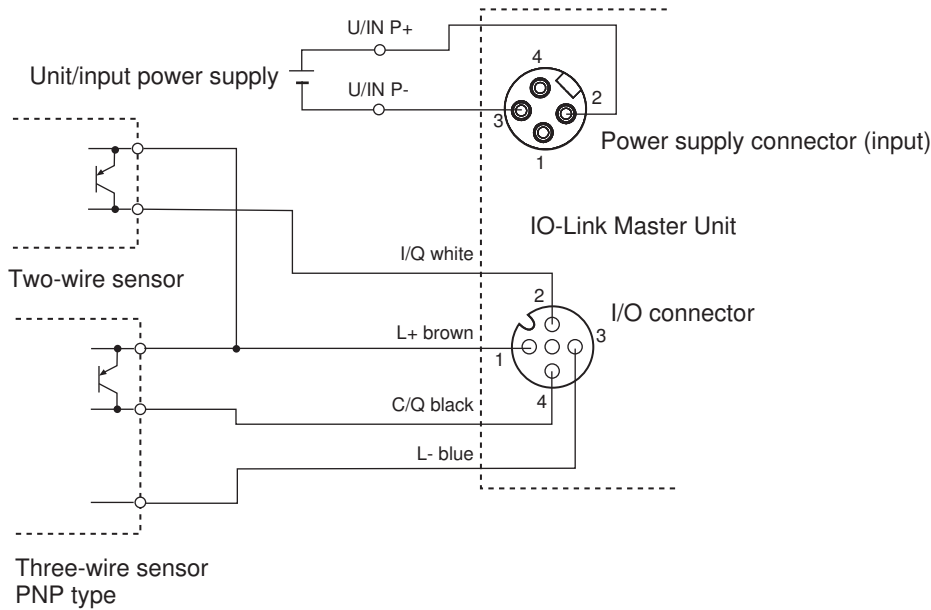 U/IN P+
Unit/input power supply
U/IN P-
4
2
3
1
Power supply connector (input)
IO-Link Master Unit
Two-wire sensor
I/Q white
2
I/O connector
L+ brown
3
1
C/Q black
4
L- blue
Three-wire sensor
PNP type